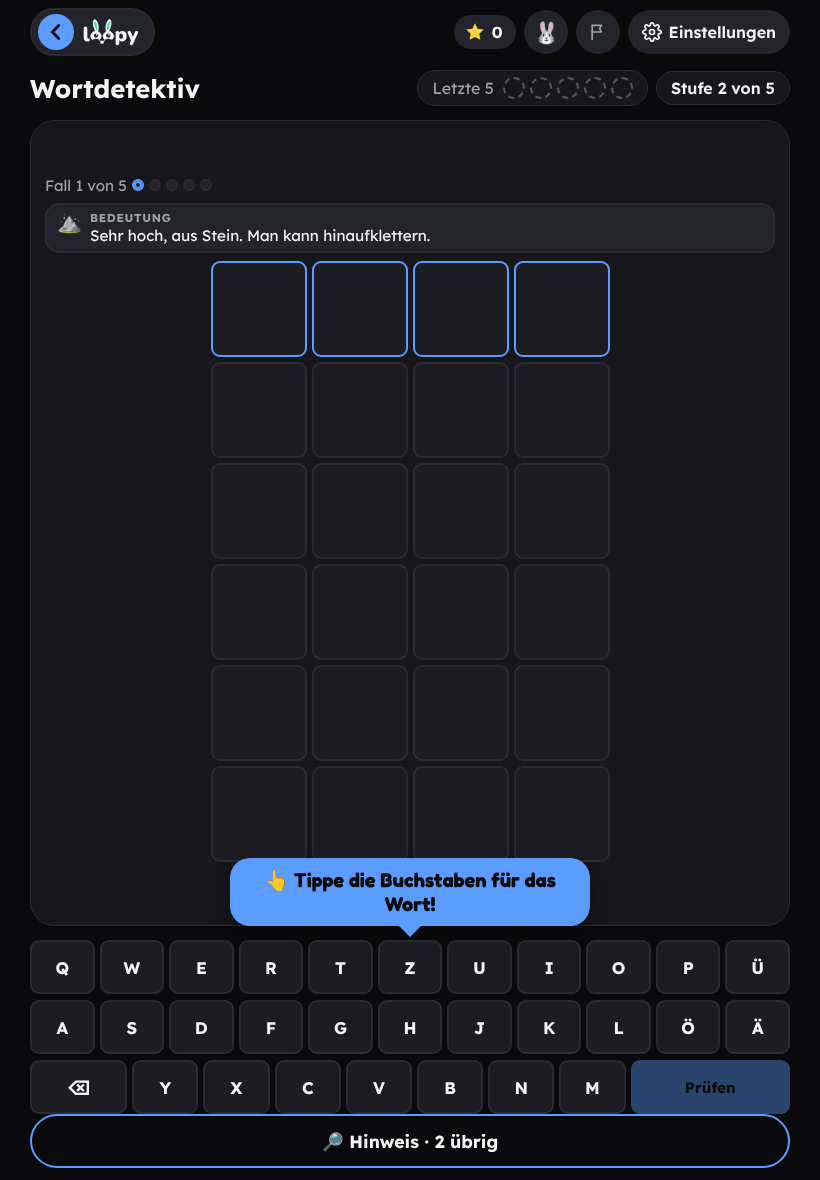 loopy
0
Einstellungen
Wortdetektiv
Letzte 5
Stufe 2 von 5
Fall 1 von 5
BEDEUTUNG
Sehr hoch, aus Stein. Man kann hinaufklettern.
Tippe die Buchstaben für das
Wort!
Q W E R T Z U I O P Ü
A S D F G H J K L Ö Ä
Y X C V B N M Prüfen
Hinweis · 2 übrig